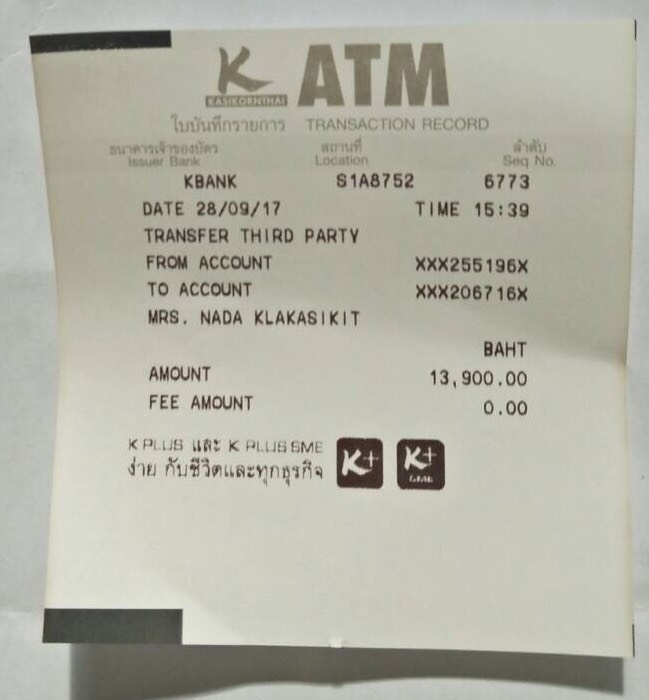 K ATM
KASIKORNTHAI
ใบบันทึกรายการ TRANSACTION RECORD
ธนาคารเจ้าของบัตร สถานที่ ลำดับ
Issuer Bank Location Seq No.
KBANK S1A8752 6773
DATE 28/09/17 TIME 15:39
TRANSFER THIRD PARTY
FROM ACCOUNT XXX255196X
TO ACCOUNT XXX206716X
MRS. NADA KLAKASIKIT
BAHT
AMOUNT 13,900.00
FEE AMOUNT 0.00
K PLUS และ K PLUS SME K+ K+ SME
ง่าย กับชีวิตและทุกธุรกิจ